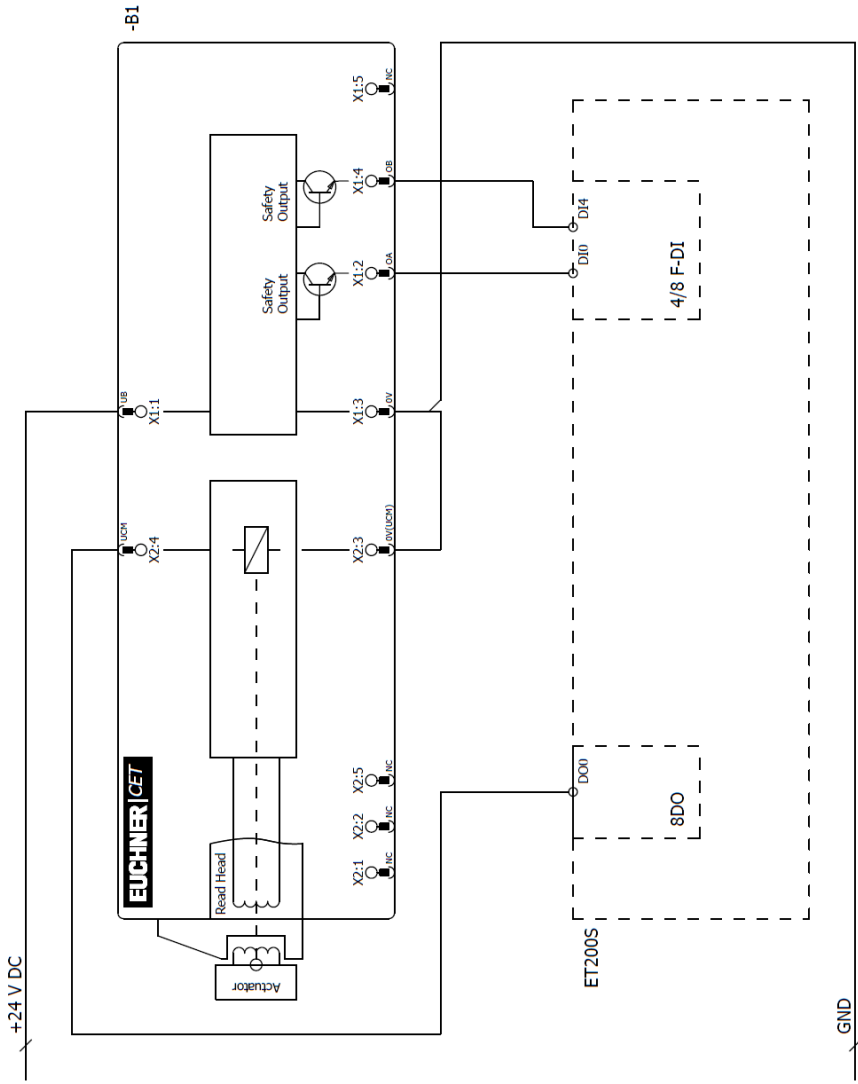 -B1
+24 V DC
EUCHNER|CET
UCM
X2:4
UB
X1:1
Read Head
Actuator
Safety
Output
Safety
Output
X2:1
NC
X2:2
NC
X2:5
NC
X2:3
0V(UCM)
X1:3
0V
X1:2
OA
X1:4
OB
X1:5
NC
ET200S
DO0
8DO
DI0
DI4
4/8 F-DI
GND